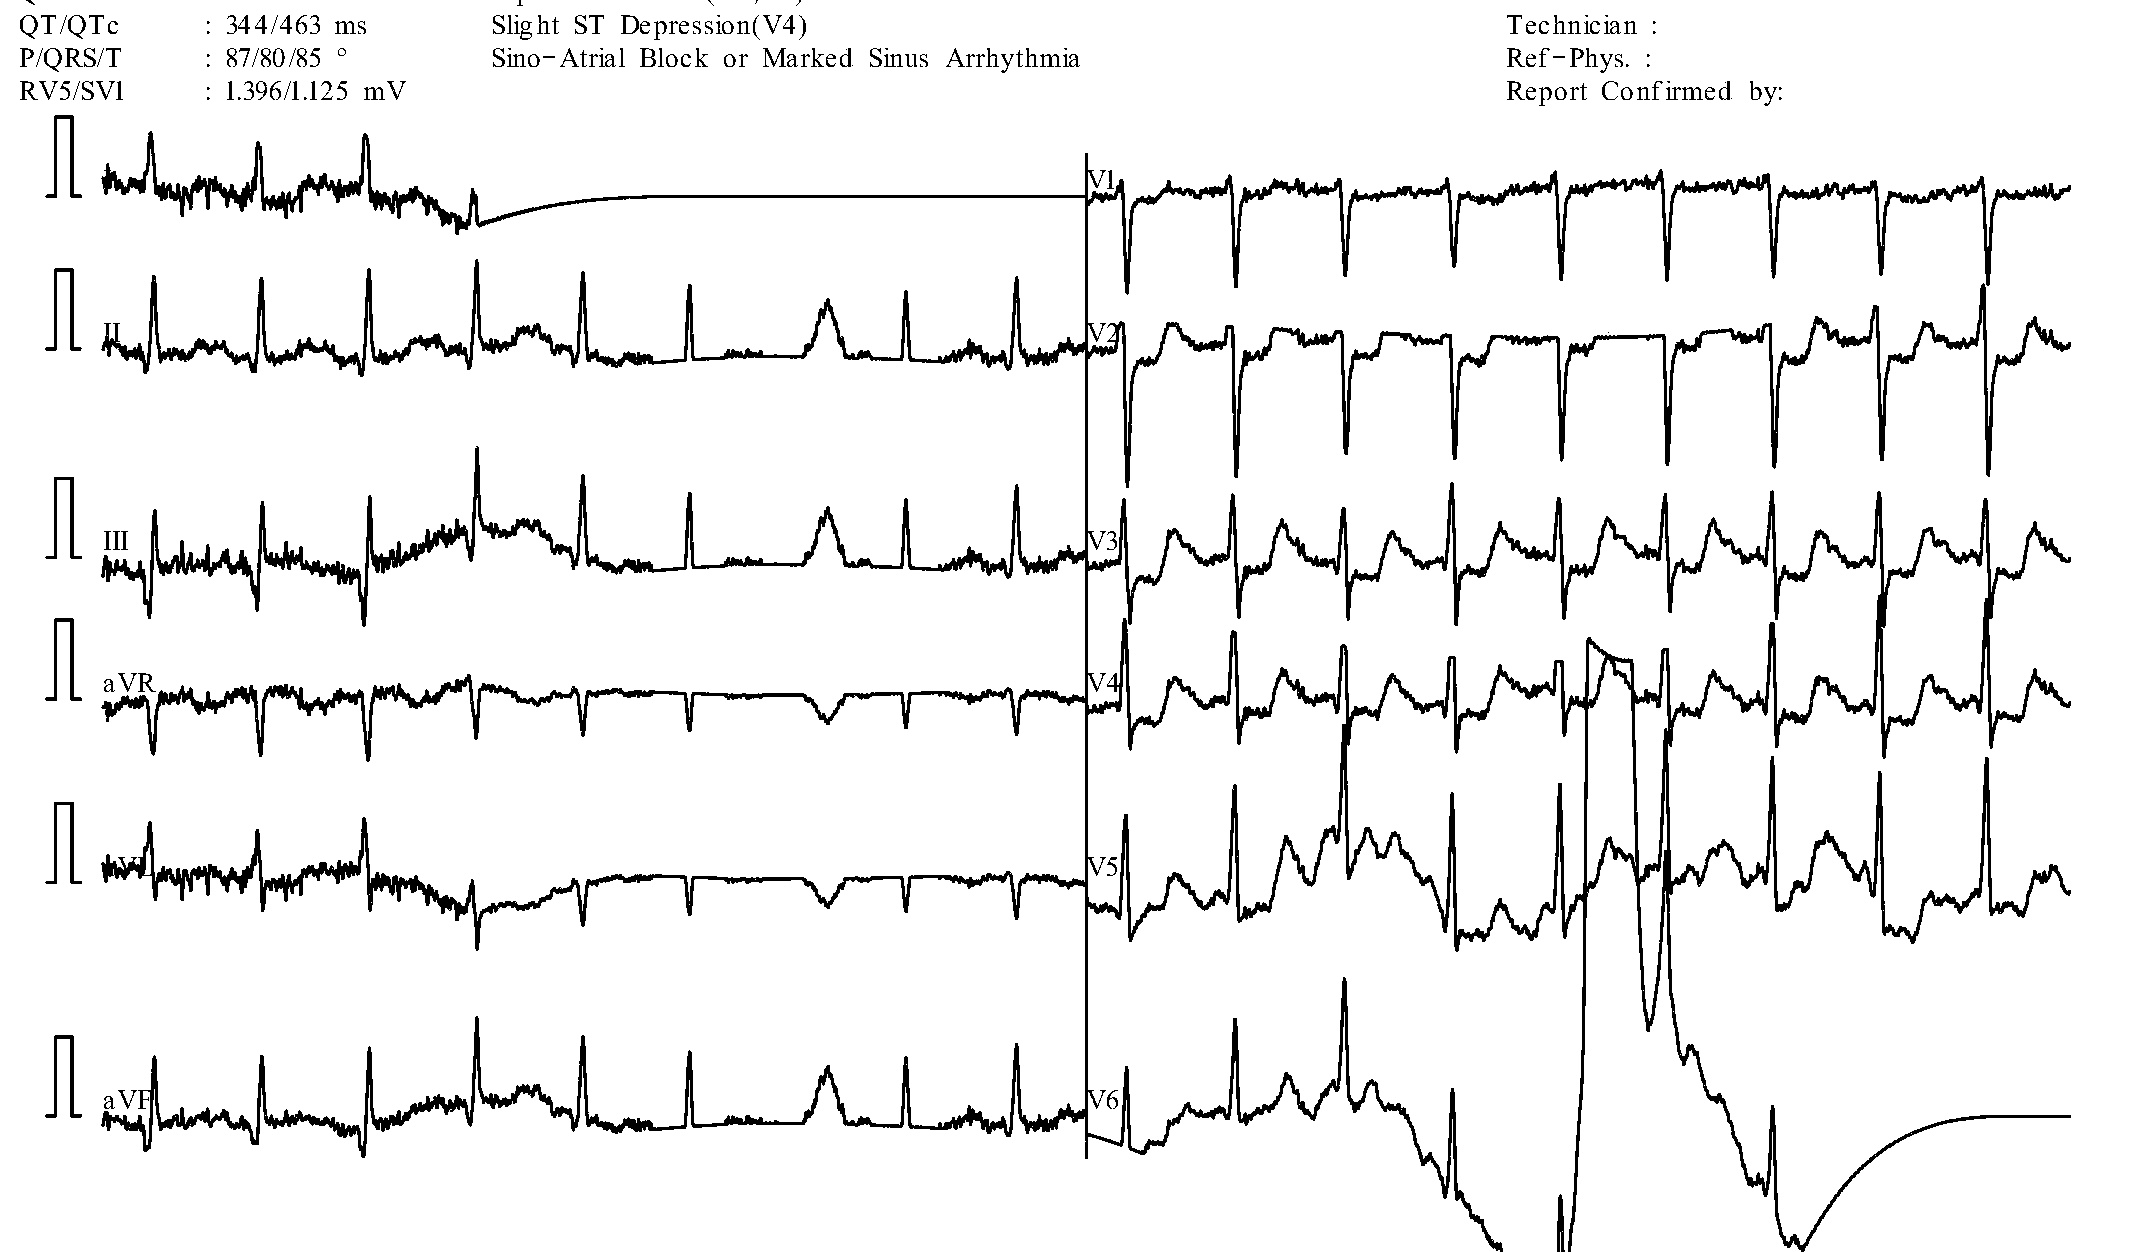 QT/QTc : 344/463 ms
Slight ST Depression(V4)
Technician :
P/QRS/T : 87/80/85 °
Sino-Atrial Block or Marked Sinus Arrhythmia
Ref-Phys. :
RV5/SV1 : 1.396/1.125 mV
Report Confirmed by:
V1
II
V2
III
V3
aVR
V4
V5
aVF
V6